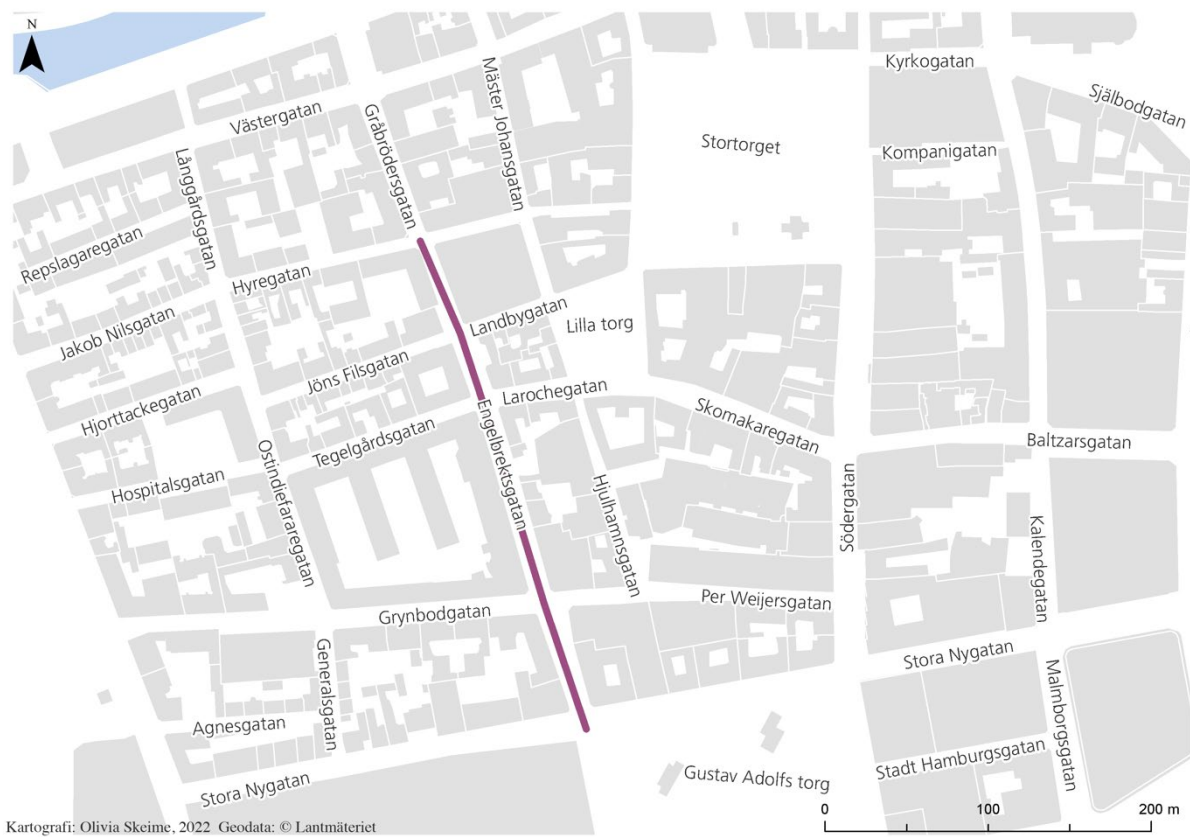 N
Kyrkogatan
Mäster Johansgatan
Själbodgatan
Västergatan
Gråbrödersgatan
Stortorget
Kompanigatan
Långgårdsgatan
Repslagaregatan
Hyregatan
Jakob Nilsgatan
Landbygatan
Lilla torg
Jöns Filsgatan
Larochegatan
Hjorttackegatan
Skomakaregatan
Tegelgårdsgatan
Engelbrektsgatan
Baltzarsgatan
Hospitalsgatan
Ostindiefararegatan
Hjulhamnsgatan
Södergatan
Kalendegatan
Grynbodgatan
Per Weijersgatan
Generalsgatan
Stora Nygatan
Malmborgsgatan
Agnesgatan
Stadt Hamburgsgatan
Gustav Adolfs torg
Stora Nygatan
0 100 200 m
Kartografi: Olivia Skeime, 2022 Geodata: © Lantmäteriet